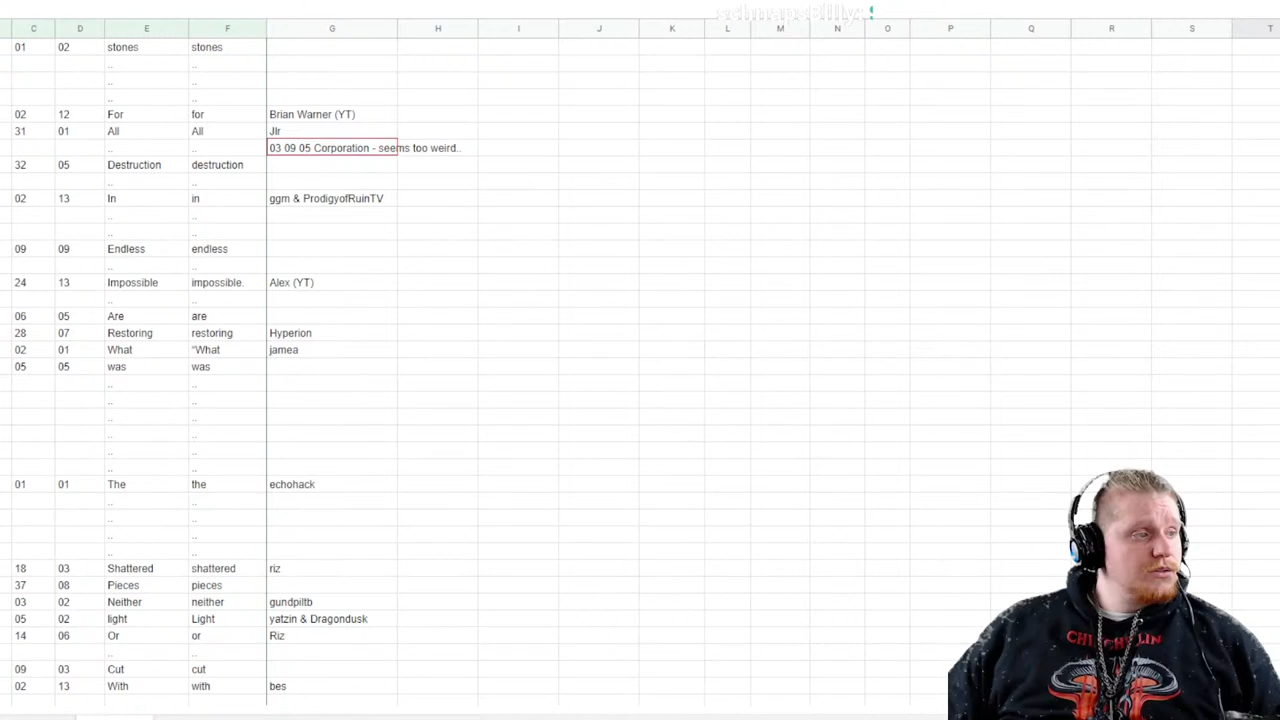 schnapsBillys
C D E F G H I J K L M N O P Q R S T
01 02 stones stones
.. ..
.. ..
.. ..
02 12 For for Brian Warner (YT)
31 01 All All Jlr
.. .. 03 09 05 Corporation - seems too weird..
32 05 Destruction destruction
.. ..
02 13 In in ggm & ProdigyofRuinTV
.. ..
.. ..
09 09 Endless endless
.. ..
24 13 Impossible impossible. Alex (YT)
.. ..
06 05 Are are
28 07 Restoring restoring Hyperion
02 01 What “What jamea
05 05 was was
.. ..
.. ..
.. ..
.. ..
.. ..
.. ..
01 01 The the echohack
.. ..
.. ..
.. ..
.. ..
18 03 Shattered shattered riz
37 08 Pieces pieces
03 02 Neither neither gundpiltb
05 02 light Light yatzin & Dragondusk
14 06 Or or Riz
.. ..
09 03 Cut cut
02 13 With with bes